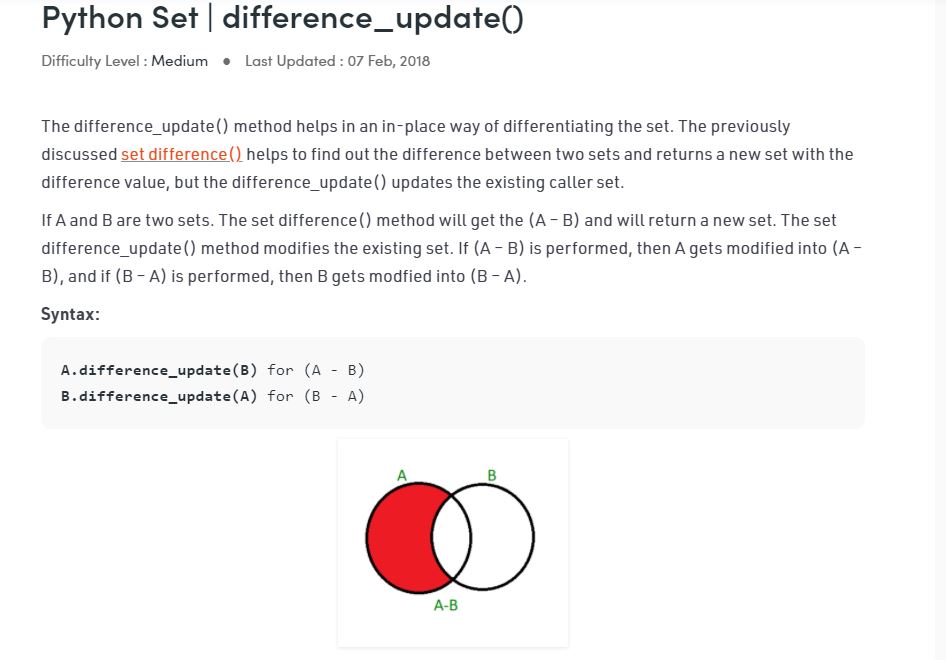 Python Set | difference_update()
Difficulty Level : Medium ● Last Updated : 07 Feb, 2018
The difference_update() method helps in an in-place way of differentiating the set. The previously
discussed set difference() helps to find out the difference between two sets and returns a new set with the
difference value, but the difference_update() updates the existing caller set.
If A and B are two sets. The set difference() method will get the (A – B) and will return a new set. The set
difference_update() method modifies the existing set. If (A – B) is performed, then A gets modified into (A –
B), and if (B – A) is performed, then B gets modfied into (B – A).
Syntax:
A.difference_update(B) for (A - B)
B.difference_update(A) for (B - A)
A B
A-B